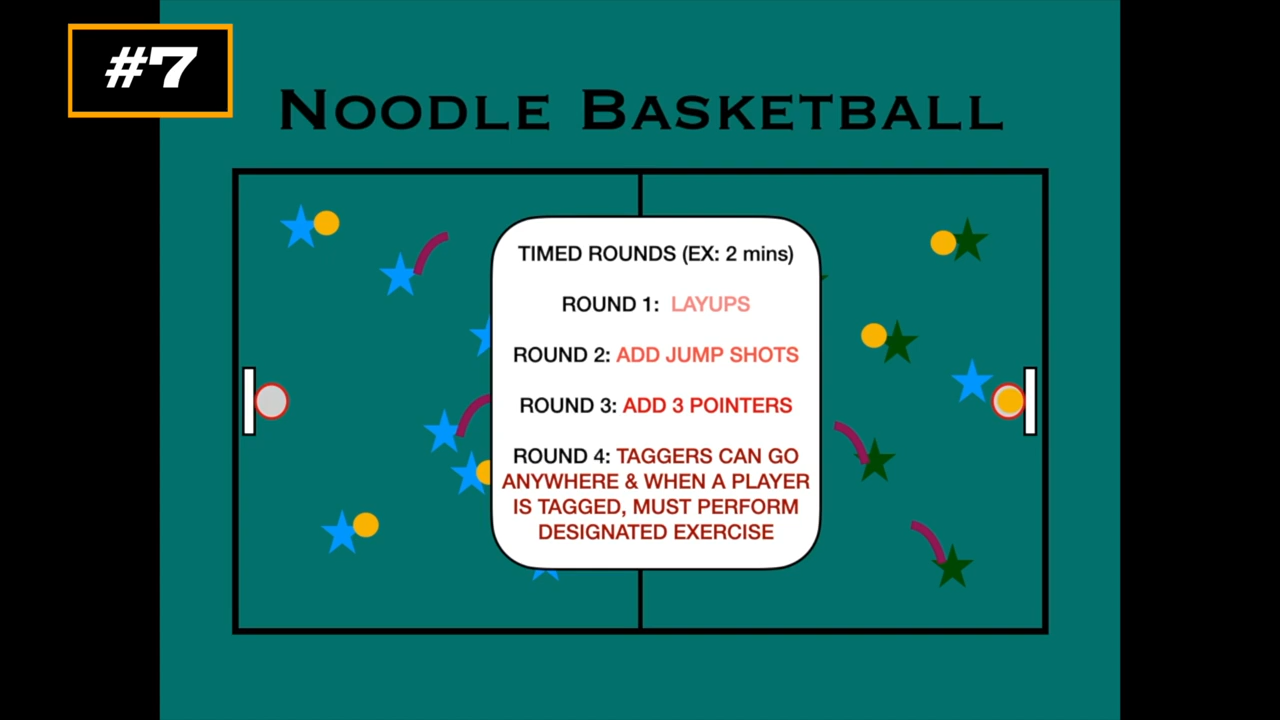 #7
NOODLE BASKETBALL
TIMED ROUNDS (EX: 2 mins)
ROUND 1: LAYUPS
ROUND 2: ADD JUMP SHOTS
ROUND 3: ADD 3 POINTERS
ROUND 4: TAGGERS CAN GO
ANYWHERE & WHEN A PLAYER
IS TAGGED, MUST PERFORM
DESIGNATED EXERCISE